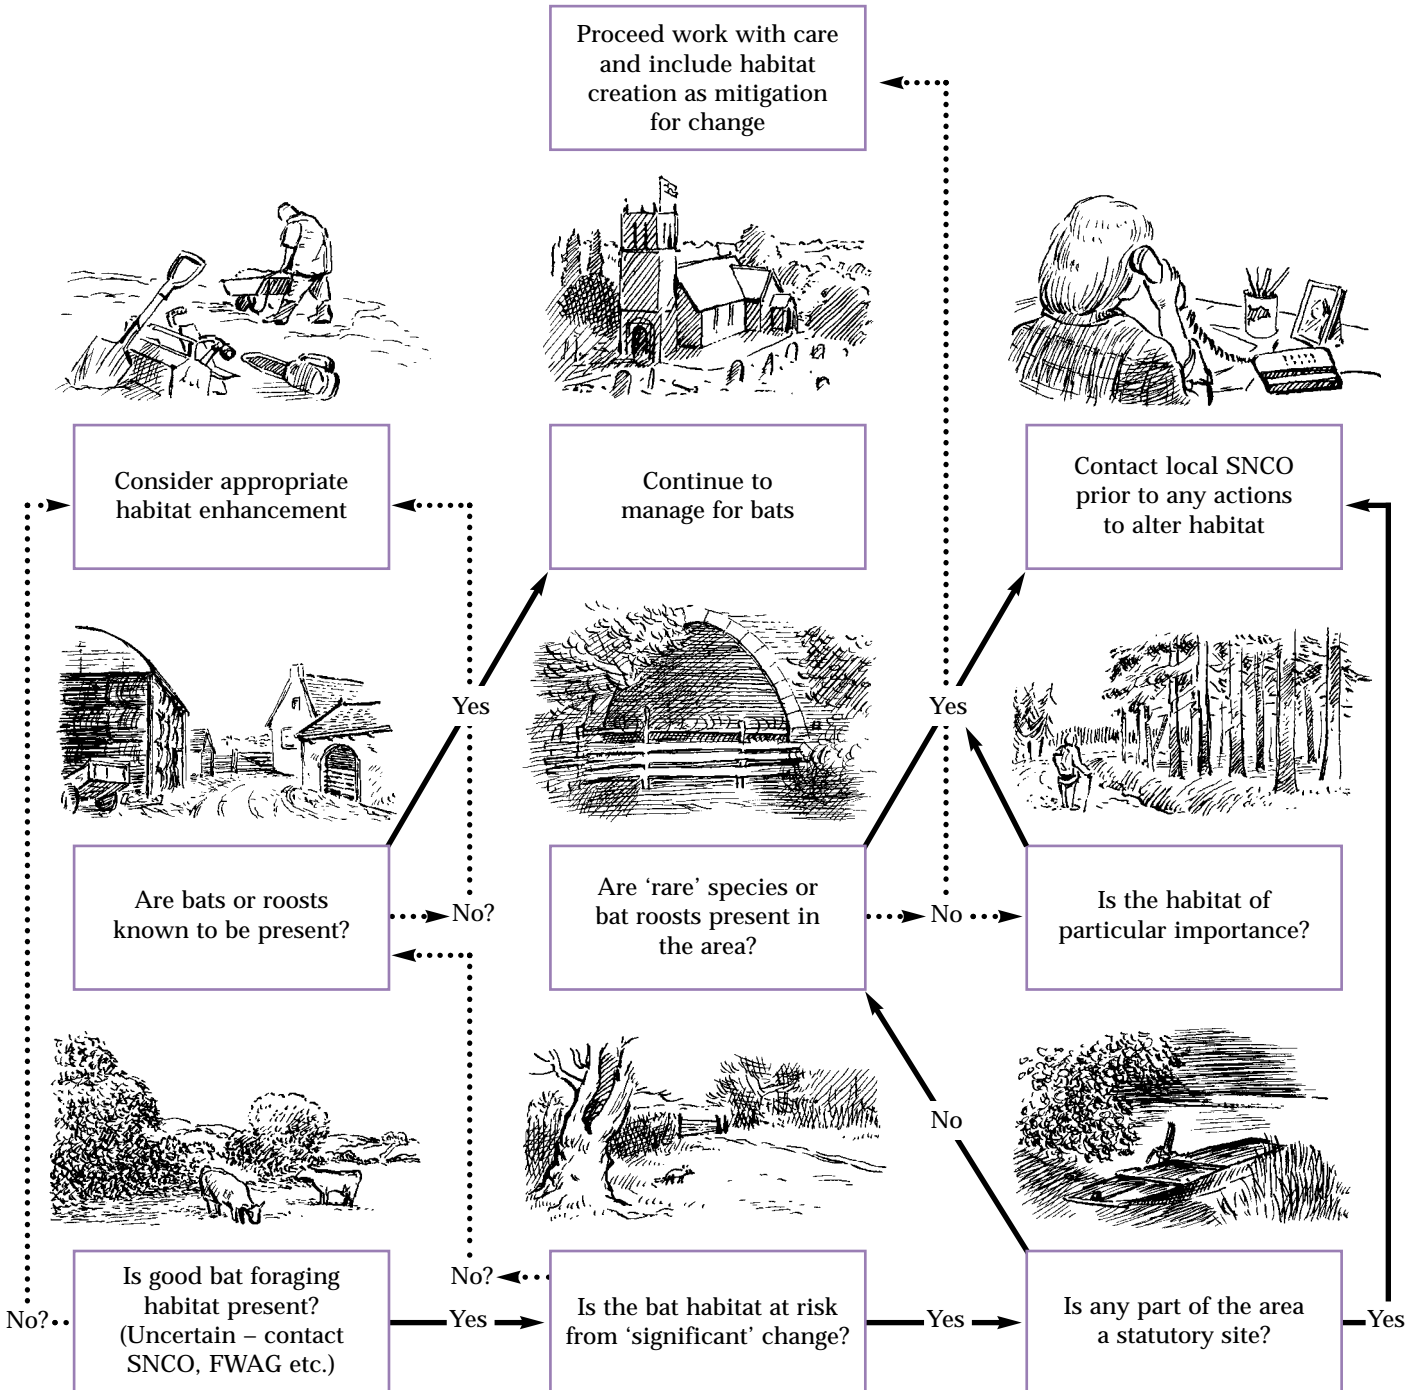 Proceed work with care
and include habitat
creation as mitigation
for change
Consider appropriate
habitat enhancement
Continue to
manage for bats
Contact local SNCO
prior to any actions
to alter habitat
Yes
Yes
Are bats or roosts
known to be present?
No?
Are ‘rare’ species or
bat roosts present in
the area?
No
Is the habitat of
particular importance?
No
No?
Is good bat foraging
habitat present?
(Uncertain – contact
SNCO, FWAG etc.)
No?
Yes
Is the bat habitat at risk
from ‘significant’ change?
Yes
Is any part of the area
a statutory site?
Yes